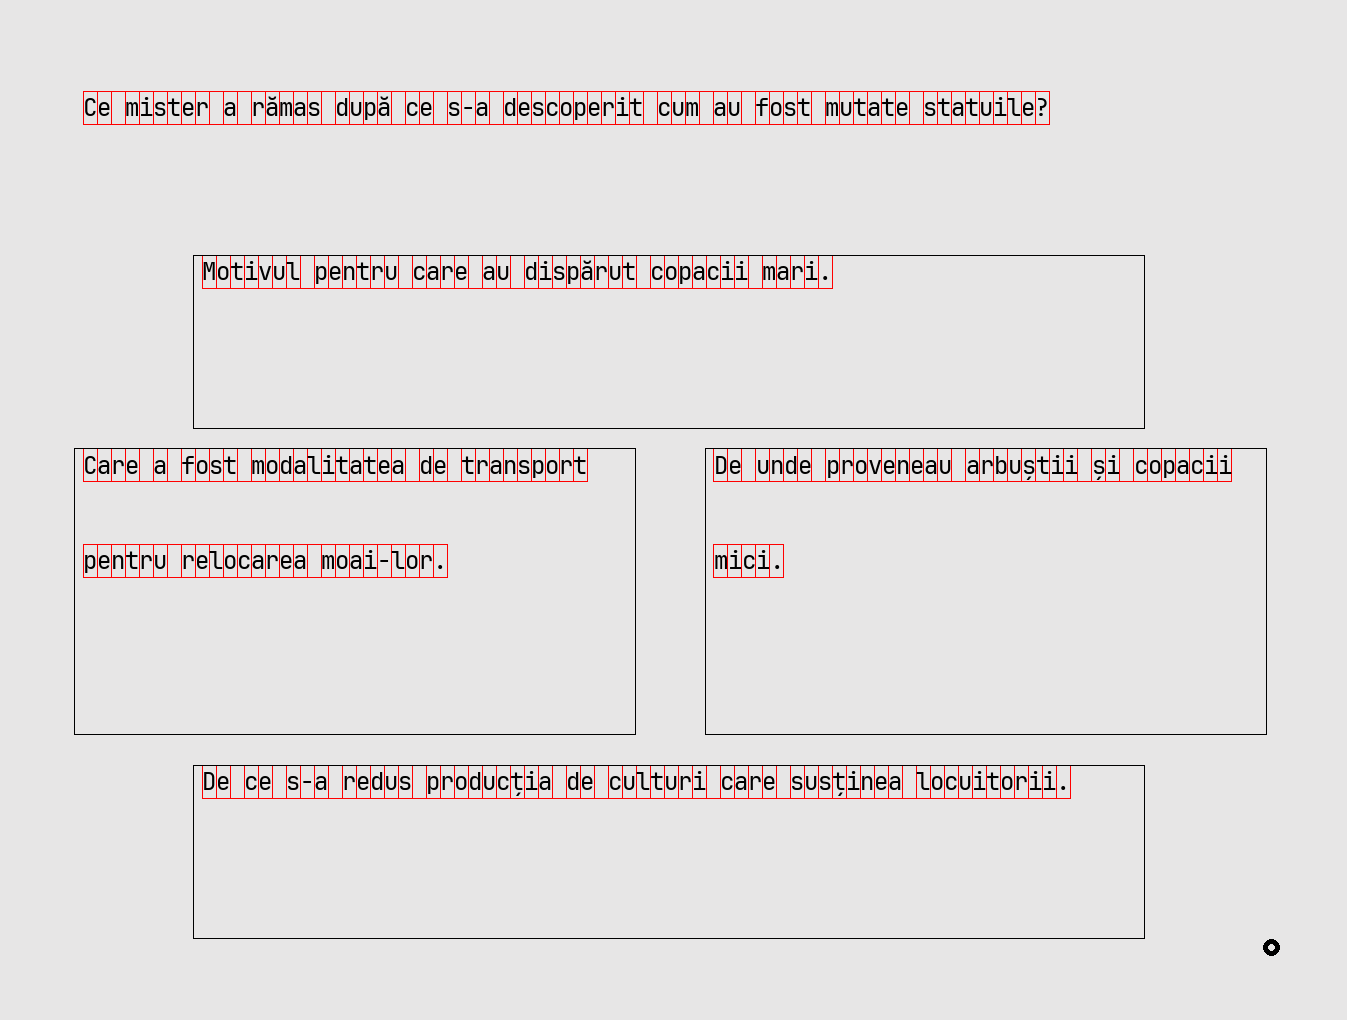 Ce mister a rămas după ce s-a descoperit cum au fost mutate statuile?
Motivul pentru care au dispărut copacii mari.
Care a fost modalitatea de transport
pentru relocarea moai-lor.
De unde proveneau arbuștii și copacii
mici.
De ce s-a redus producția de culturi care susținea locuitorii.